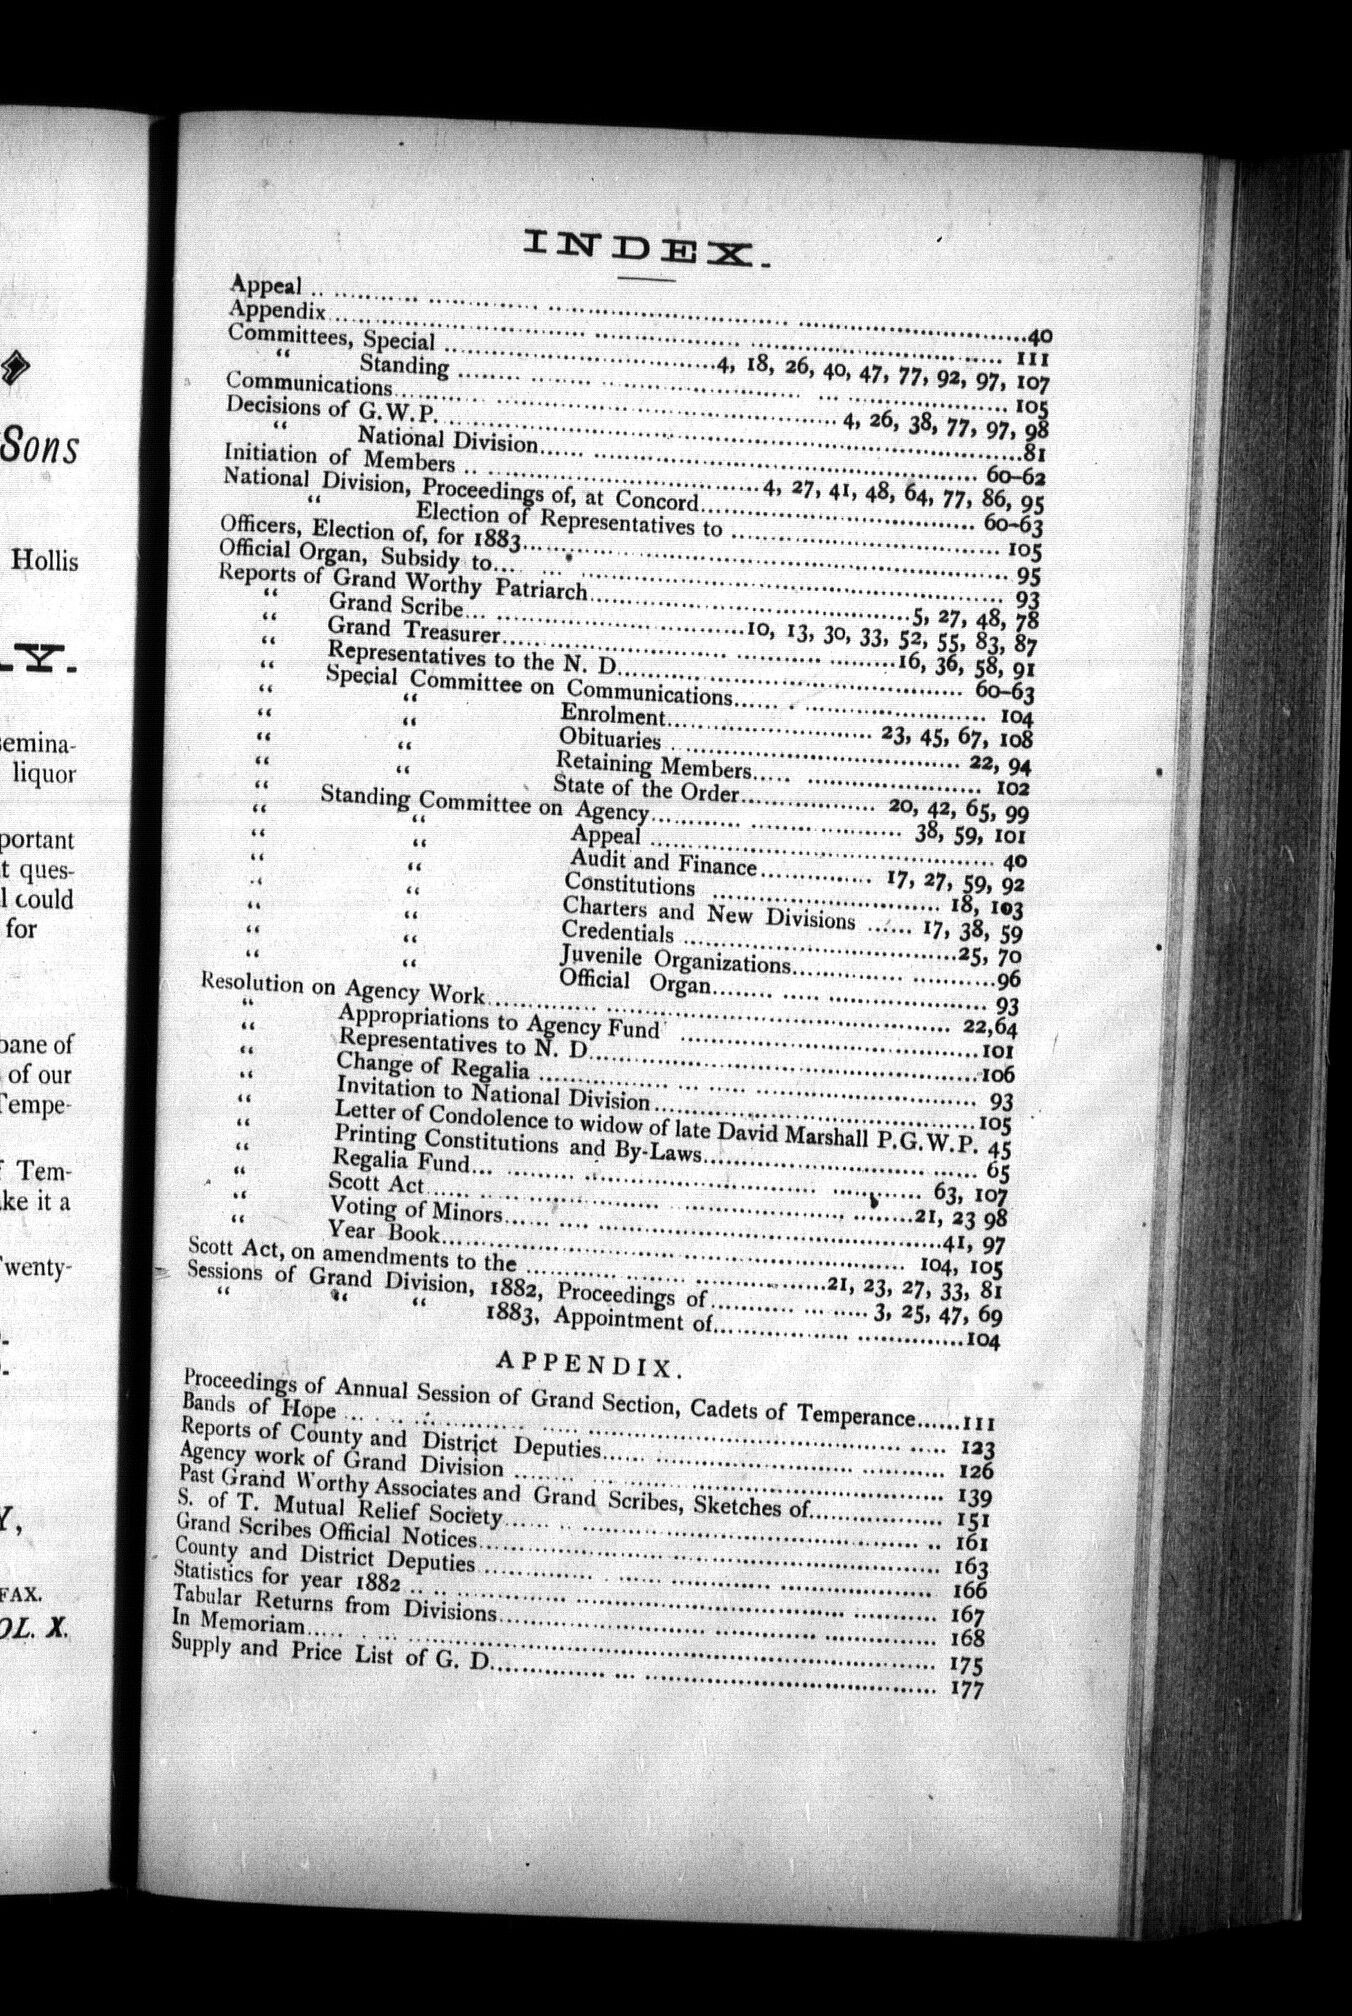 Sons
Hollis
Y.
liquor
t ques-
could
for
of our
Tem-
ke it a
Y,
FAX.
OL. X.
INDEX.
Appeal ........ 40
Appendix ........ 111
Committees, Special ........ 4, 18, 26, 40, 47, 77, 92, 97, 107
" Standing ........ 105
Communications ........ 4, 26, 38, 77, 97, 98
Decisions of G.W.P. ........ 81
" National Division ........ 60-62
Initiation of Members ........ 4, 27, 41, 48, 64, 77, 86, 95
National Division, Proceedings of, at Concord ........ 60-63
" Election of Representatives to ........ 105
Officers, Election of, for 1883 ........ 95
Official Organ, Subsidy to ........ 93
Reports of Grand Worthy Patriarch ........ 5, 27, 48, 78
" Grand Scribe ........ 10, 13, 30, 33, 52, 55, 83, 87
" Grand Treasurer ........ 16, 36, 58, 91
" Representatives to the N. D. ........ 60-63
" Special Committee on Communications ........ 104
" " Enrolment ........ 23, 45, 67, 108
" " Obituaries ........ 22, 94
" " Retaining Members ........ 102
" " State of the Order ........ 20, 42, 65, 99
" Standing Committee on Agency ........ 38, 59, 101
" " Appeal ........ 40
" " Audit and Finance ........ 17, 27, 59, 92
" " Constitutions ........ 18, 103
" " Charters and New Divisions ........ 17, 38, 59
" " Credentials ........ 25, 70
" " Juvenile Organizations ........ 96
" " Official Organ ........ 93
Resolution on Agency Work ........ 22,64
" Appropriations to Agency Fund ........ 101
" Representatives to N. D. ........ 106
" Change of Regalia ........ 93
" Invitation to National Division ........ 105
" Letter of Condolence to widow of late David Marshall P.G.W.P. 45
" Printing Constitutions and By-Laws ........ 65
" Regalia Fund ........ 63, 107
" Scott Act ........ 21, 23 98
" Voting of Minors ........ 41, 97
" Year Book ........ 104, 105
Scott Act, on amendments to the ........ 21, 23, 27, 33, 81
Sessions of Grand Division, 1882, Proceedings of ........ 3, 25, 47, 69
" " " 1883, Appointment of ........ 104
APPENDIX.
Proceedings of Annual Session of Grand Section, Cadets of Temperance ...... 111
Bands of Hope ........ 123
Reports of County and District Deputies ........ 126
Agency work of Grand Division ........ 139
Past Grand Worthy Associates and Grand Scribes, Sketches of ........ 151
S. of T. Mutual Relief Society ........ 161
Grand Scribes Official Notices ........ 163
County and District Deputies ........ 166
Statistics for year 1882 ........ 167
Tabular Returns from Divisions ........ 168
In Memoriam ........ 175
Supply and Price List of G. D. ........ 177